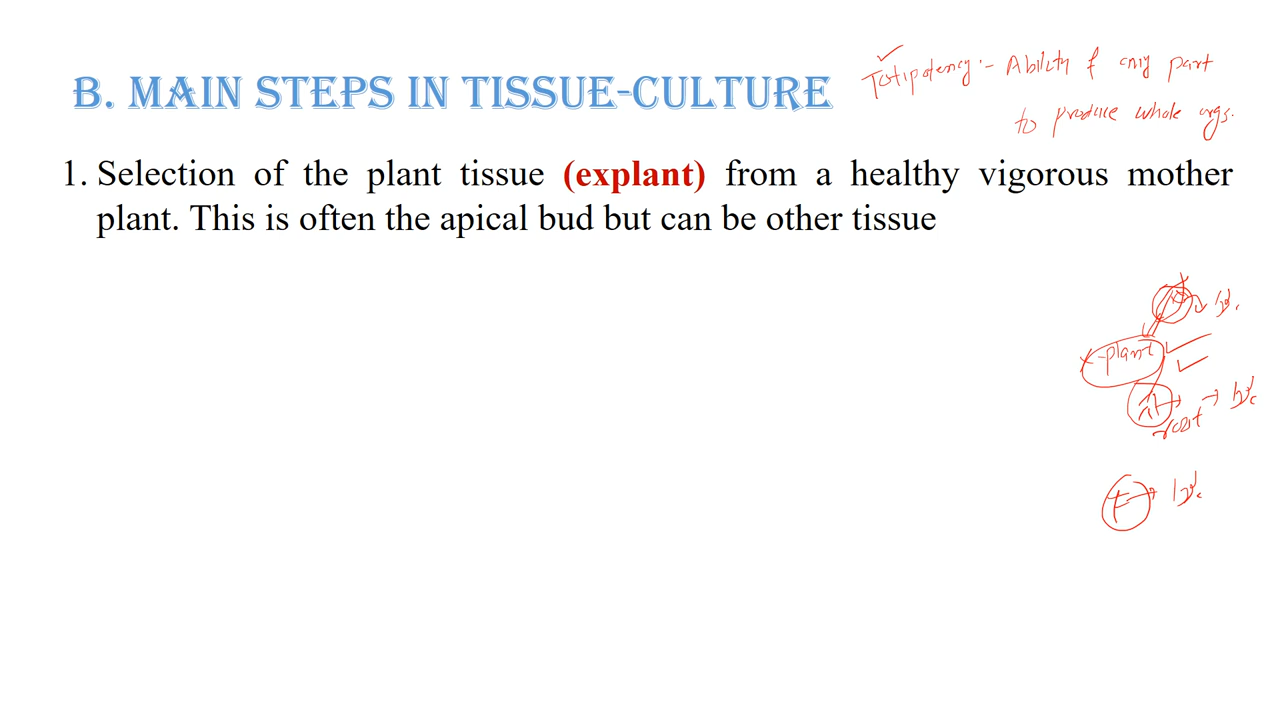 B. MAIN STEPS IN TISSUE-CULTURE
Totipotency :- Ability of any part
to produce whole orgs.
1. Selection of the plant tissue (explant) from a healthy vigorous mother
plant. This is often the apical bud but can be other tissue
x-plant
root